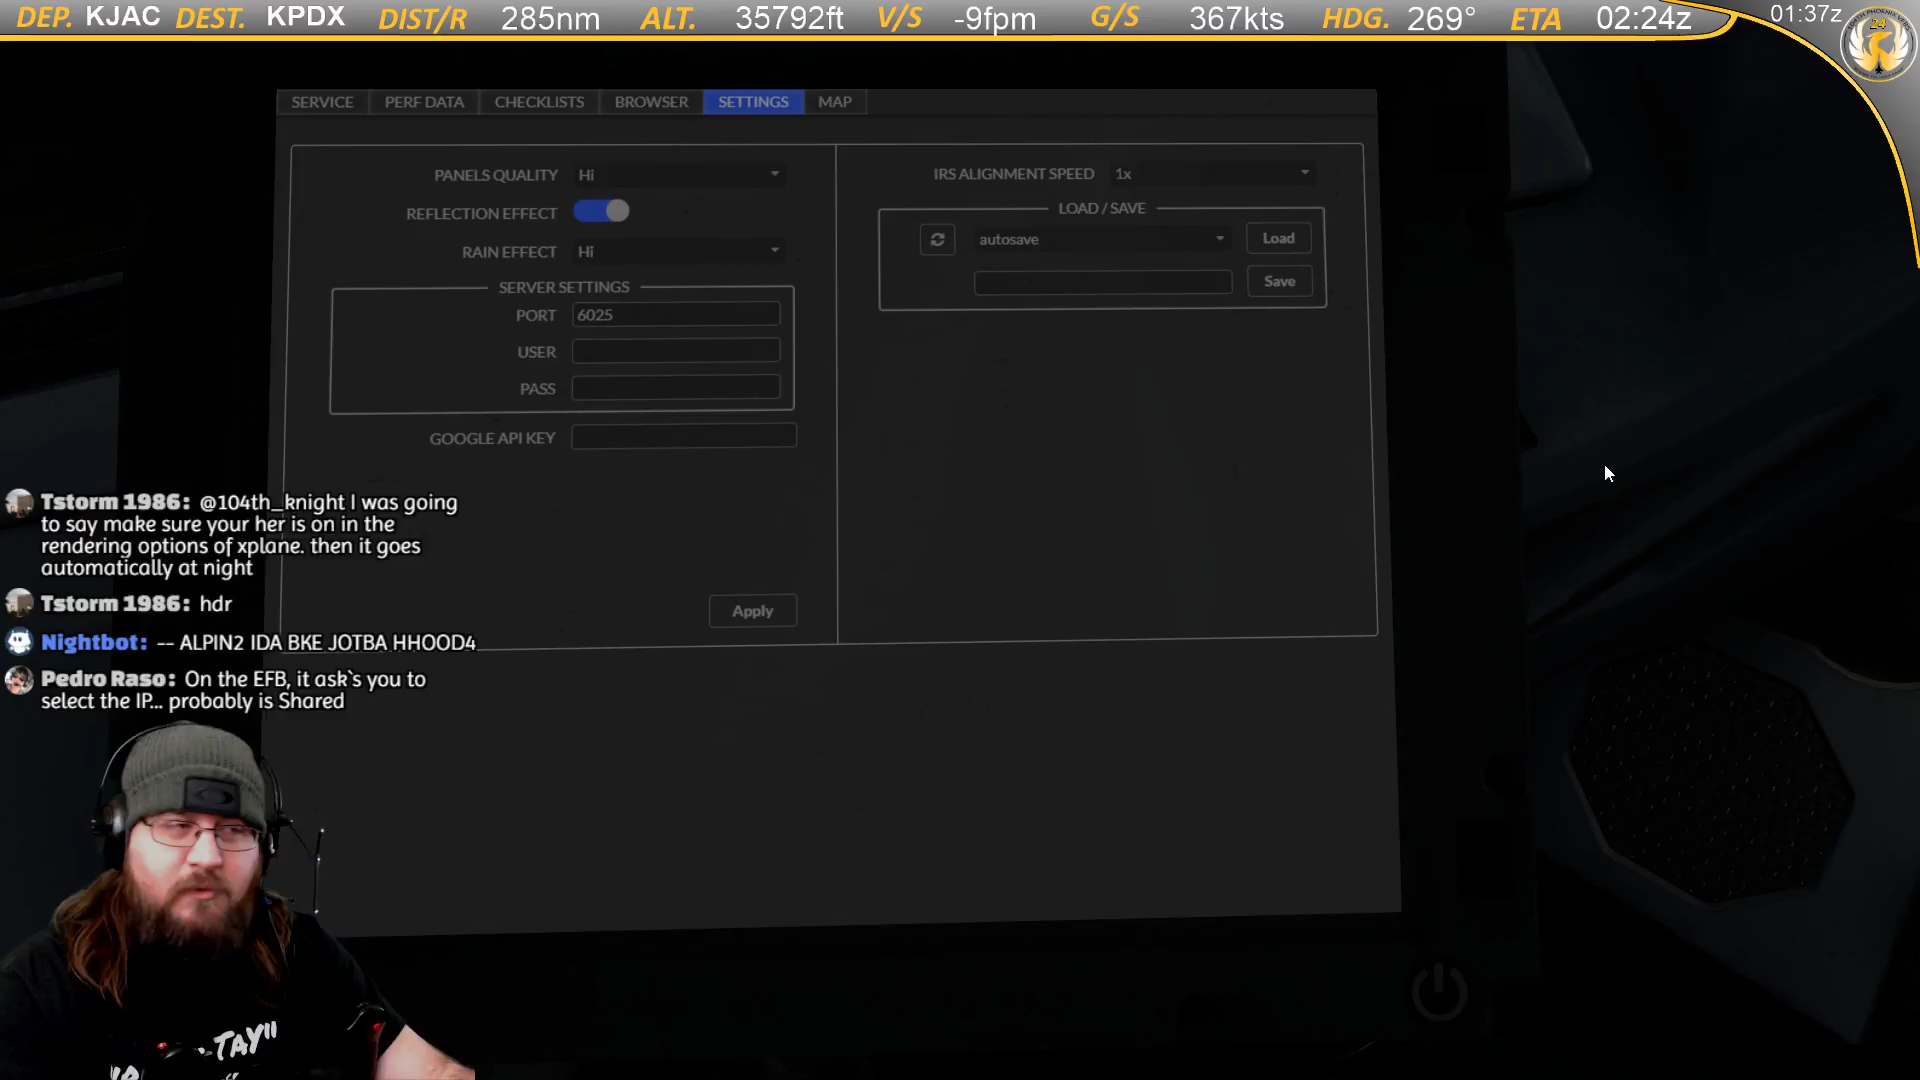 DEP. KJAC DEST. KPDX DIST/R 285nm ALT. 35792ft V/S -9fpm G/S 367kts HDG. 269° ETA 02:24z 01:37z
24
SERVICE PERF DATA CHECKLISTS BROWSER SETTINGS MAP
PANELS QUALITY Hi
REFLECTION EFFECT
RAIN EFFECT Hi
SERVER SETTINGS
PORT 6025
USER
PASS
GOOGLE API KEY
Apply
IRS ALIGNMENT SPEED 1x
LOAD / SAVE
autosave Load
Save
Tstorm 1986: @104th_knight I was going
to say make sure your her is on in the
rendering options of xplane. then it goes
automatically at night
Tstorm 1986: hdr
Nightbot: -- ALPIN2 IDA BKE JOTBA HHOOD4
Pedro Raso: On the EFB, it ask`s you to
select the IP... probably is Shared